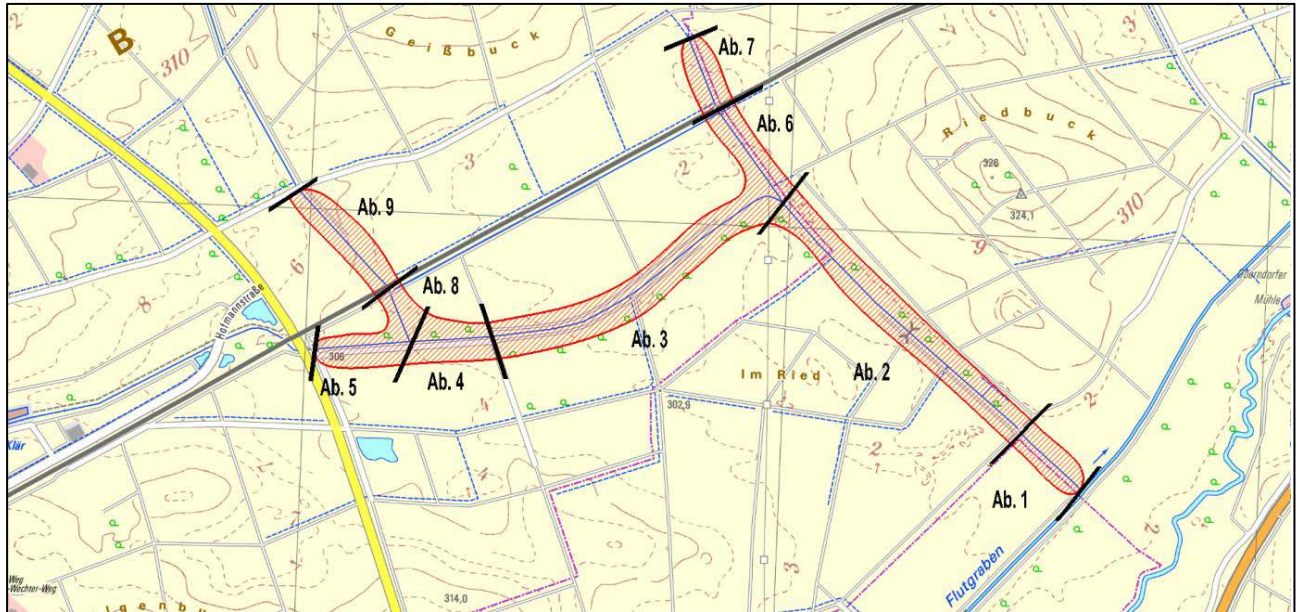 B
310
Geißbuck
Ab. 7
Ab. 6
Riedbuck
326
324,1
310
Ab. 9
Ab. 8
Hofmannstraße
306
Ab. 5
Ab. 4
Ab. 3
Im Ried
302,9
Ab. 2
Oberndorfer
Mühle
Ab. 1
Klär
Flutgraben
314,0
Weg
-Wechter-Weg